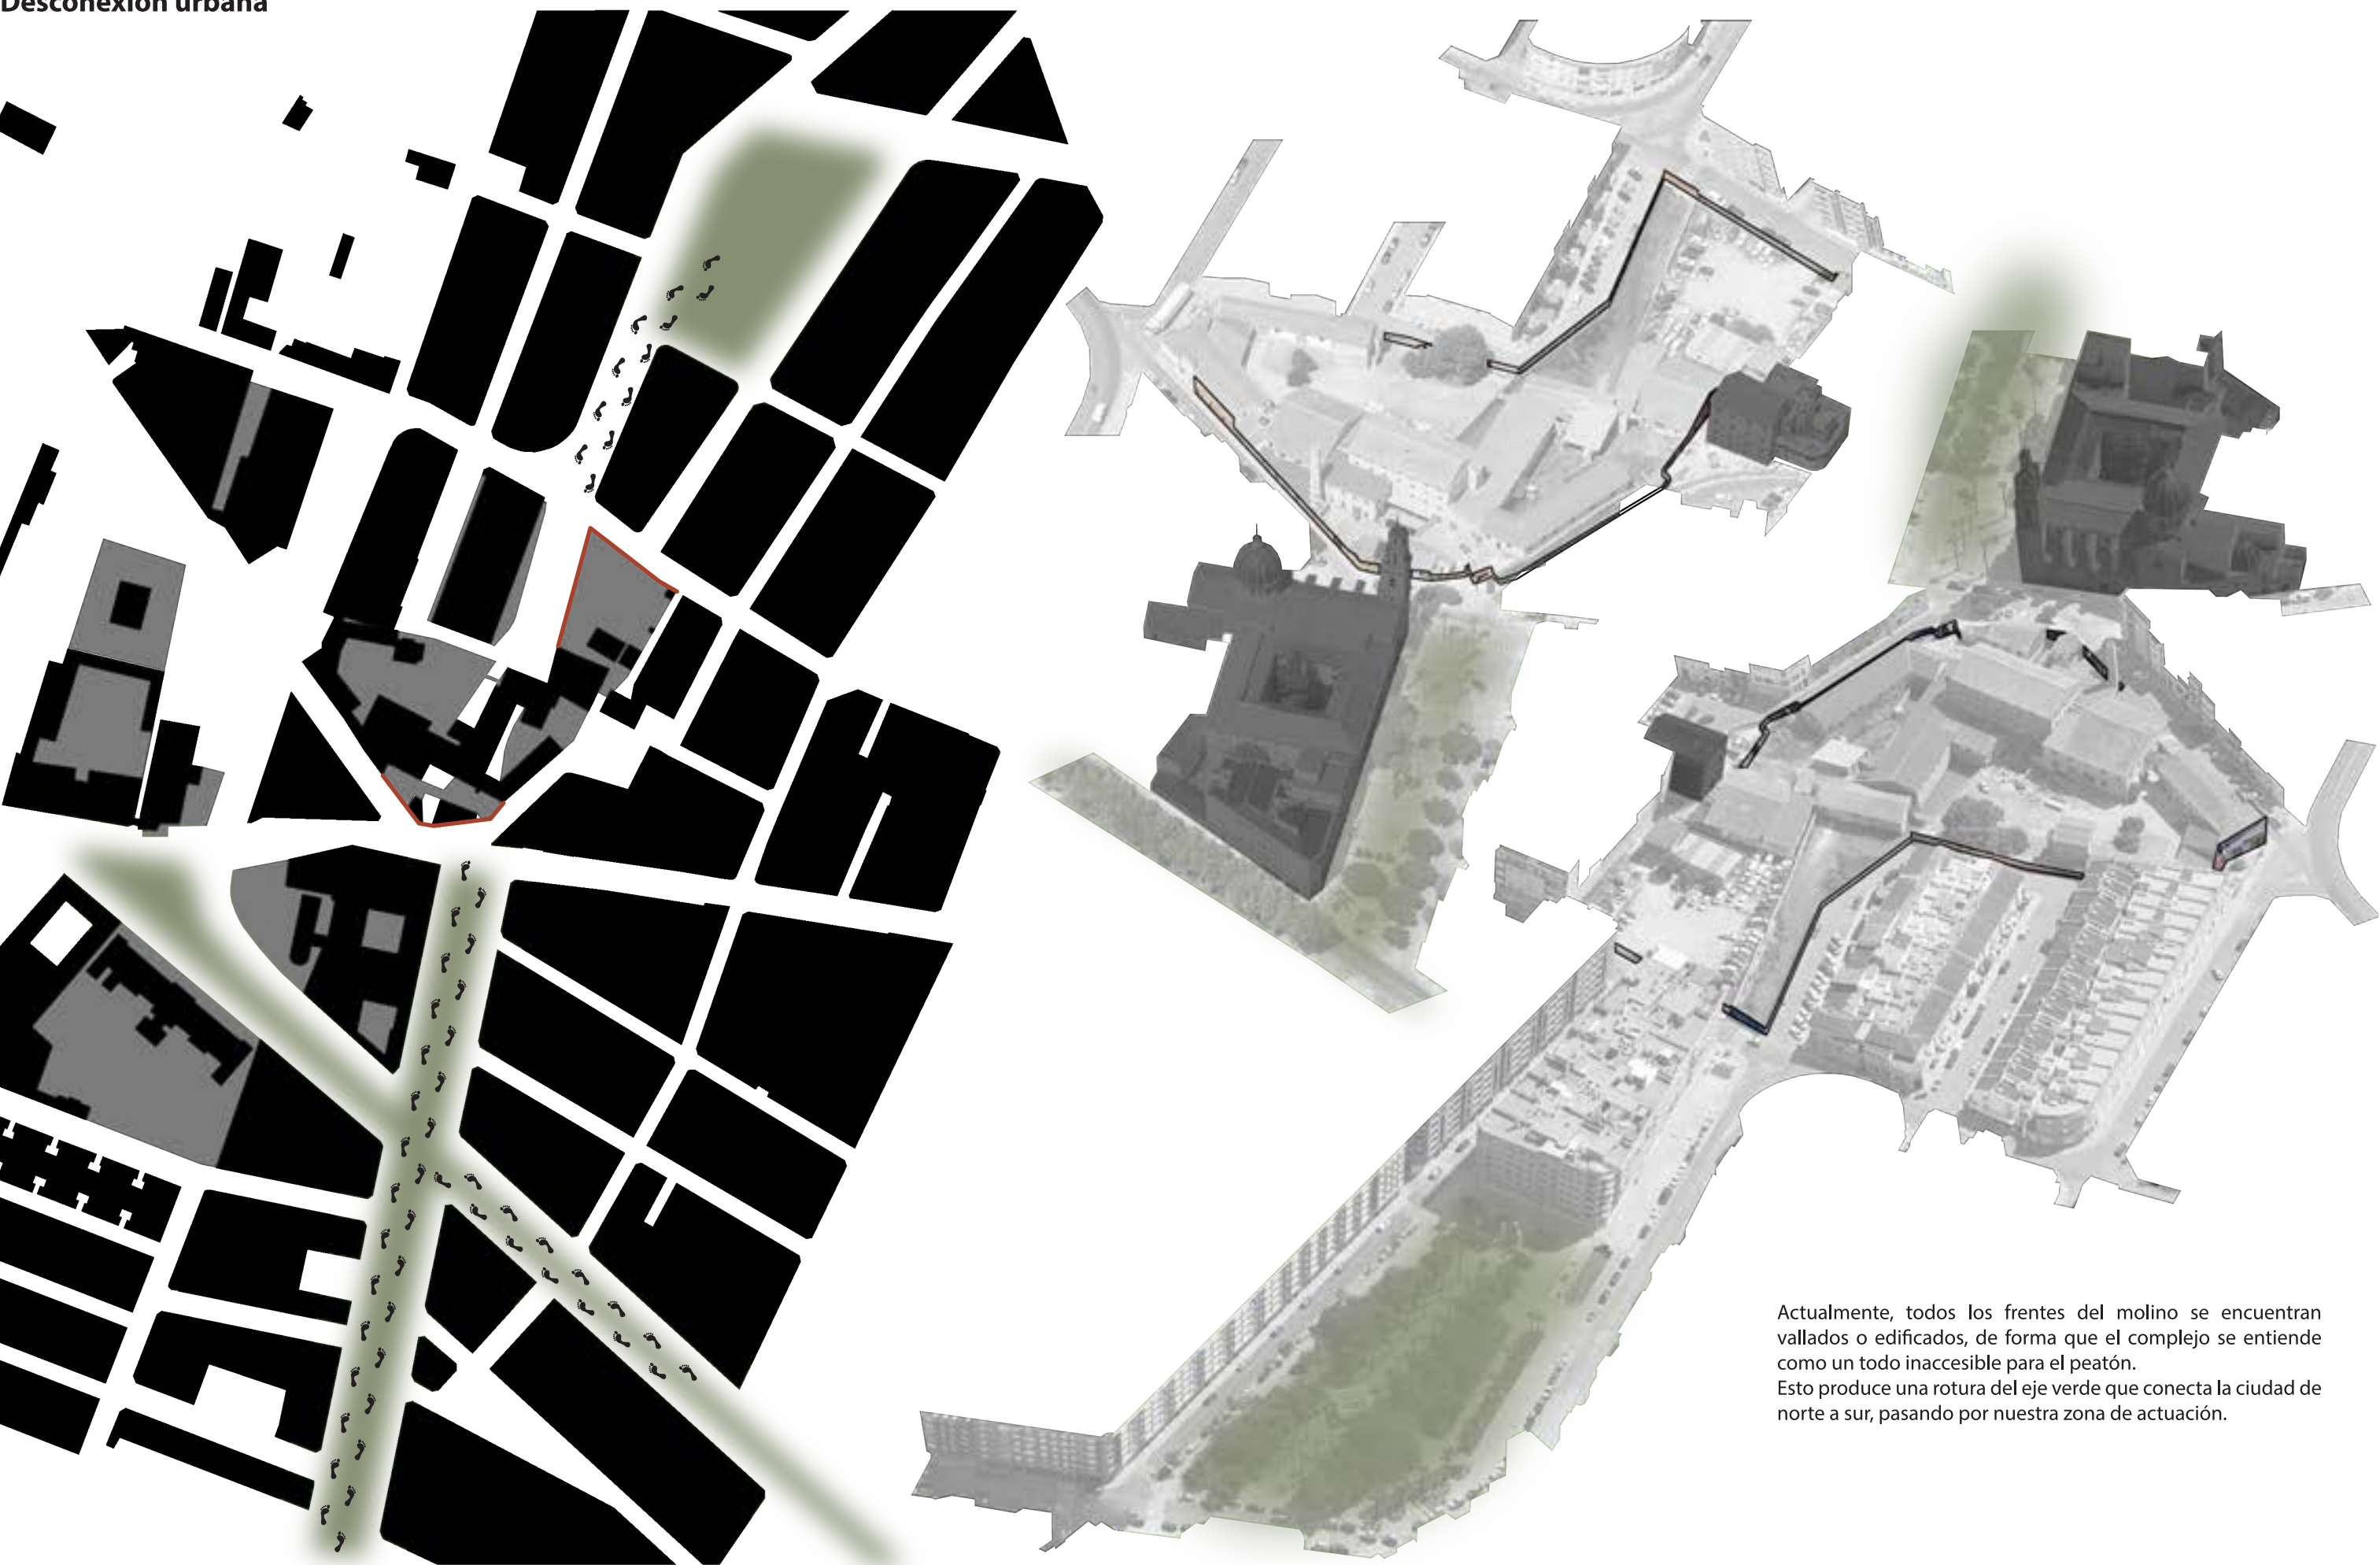 Desconexión urbana
Actualmente, todos los frentes del molino se encuentran
vallados o edificados, de forma que el complejo se entiende
como un todo inaccesible para el peatón.
Esto produce una rotura del eje verde que conecta la ciudad de
norte a sur, pasando por nuestra zona de actuación.